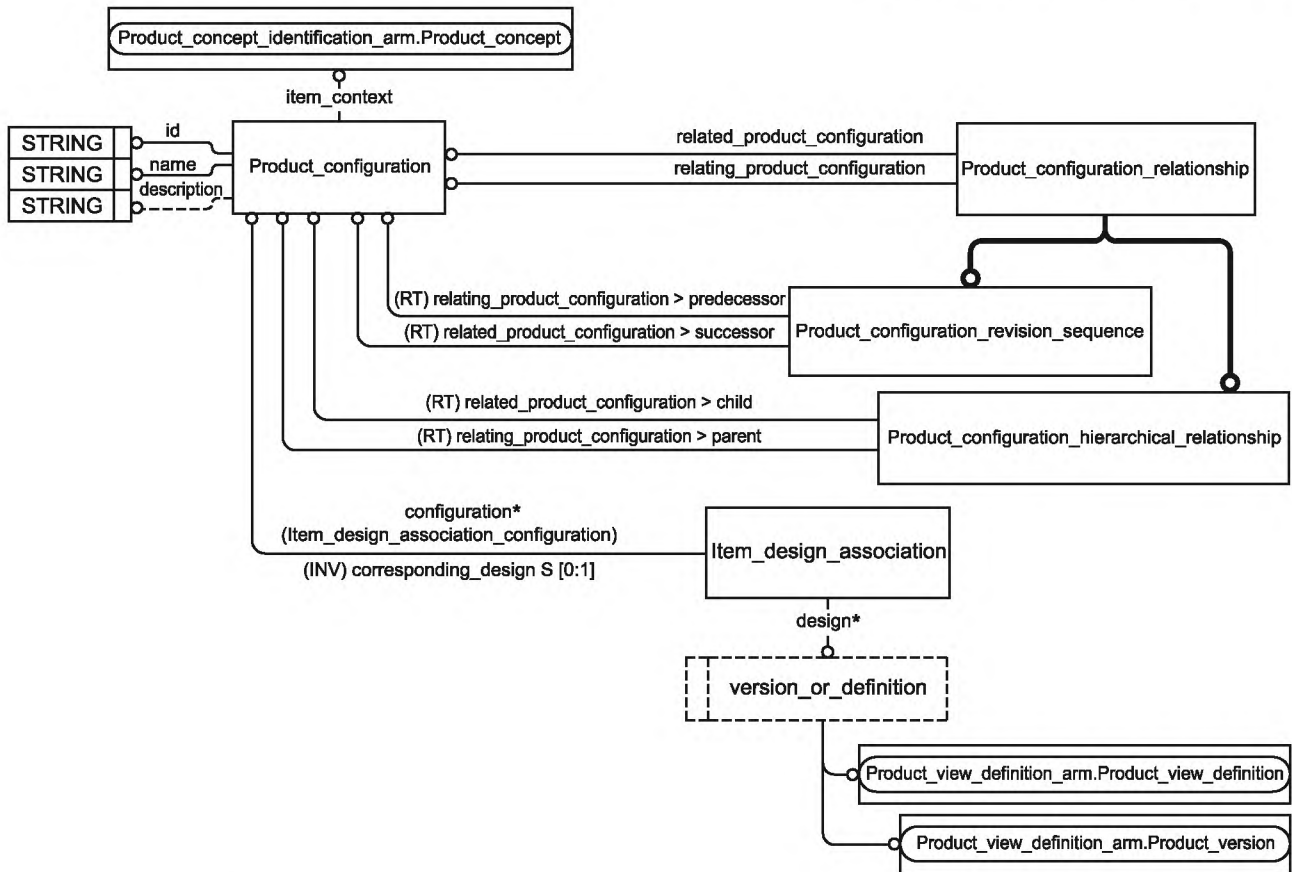 Product_concept_identification_arm.Product_concept
item_context
STRING
id
STRING
name
STRING
description
Product_configuration
related_product_configuration
relating_product_configuration
Product_configuration_relationship
(RT) relating_product_configuration > predecessor
(RT) related_product_configuration > successor
Product_configuration_revision_sequence
(RT) related_product_configuration > child
(RT) relating_product_configuration > parent
Product_configuration_hierarchical_relationship
configuration*
(Item_design_association_configuration)
(INV) corresponding_design S [0:1]
Item_design_association
design*
version_or_definition
Product_view_definition_arm.Product_view_definition
Product_view_definition_arm.Product_version